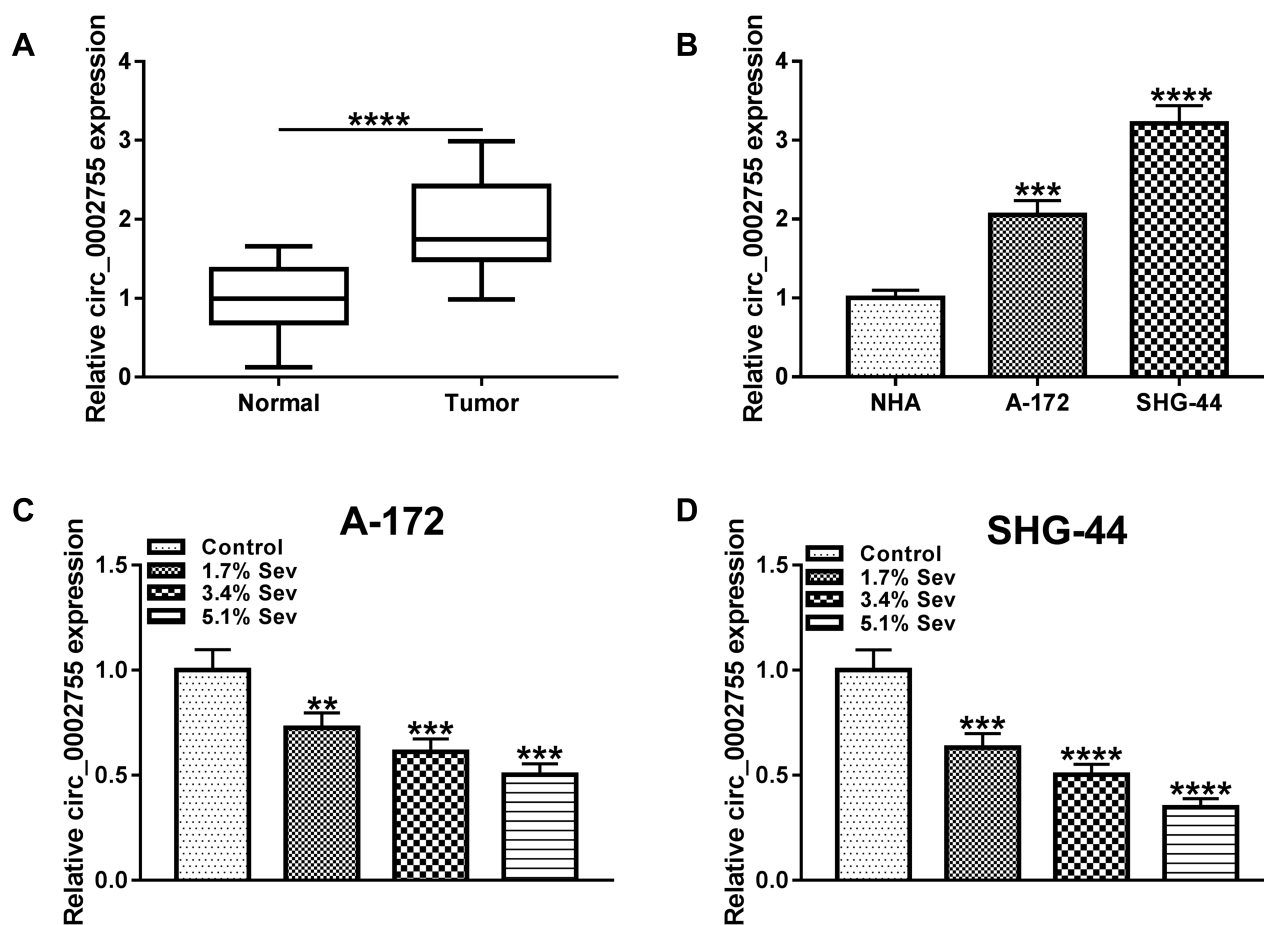 A
Relative circ_0002755 expression
4
3
2
1
0
****
Normal Tumor
B
Relative circ_0002755 expression
4
3
2
1
0
***
****
NHA A-172 SHG-44
C
A-172
Relative circ_0002755 expression
1.5
1.0
0.5
0.0
Control
1.7% Sev
3.4% Sev
5.1% Sev
**
***
***
D
SHG-44
Relative circ_0002755 expression
1.5
1.0
0.5
0.0
Control
1.7% Sev
3.4% Sev
5.1% Sev
***
****
****